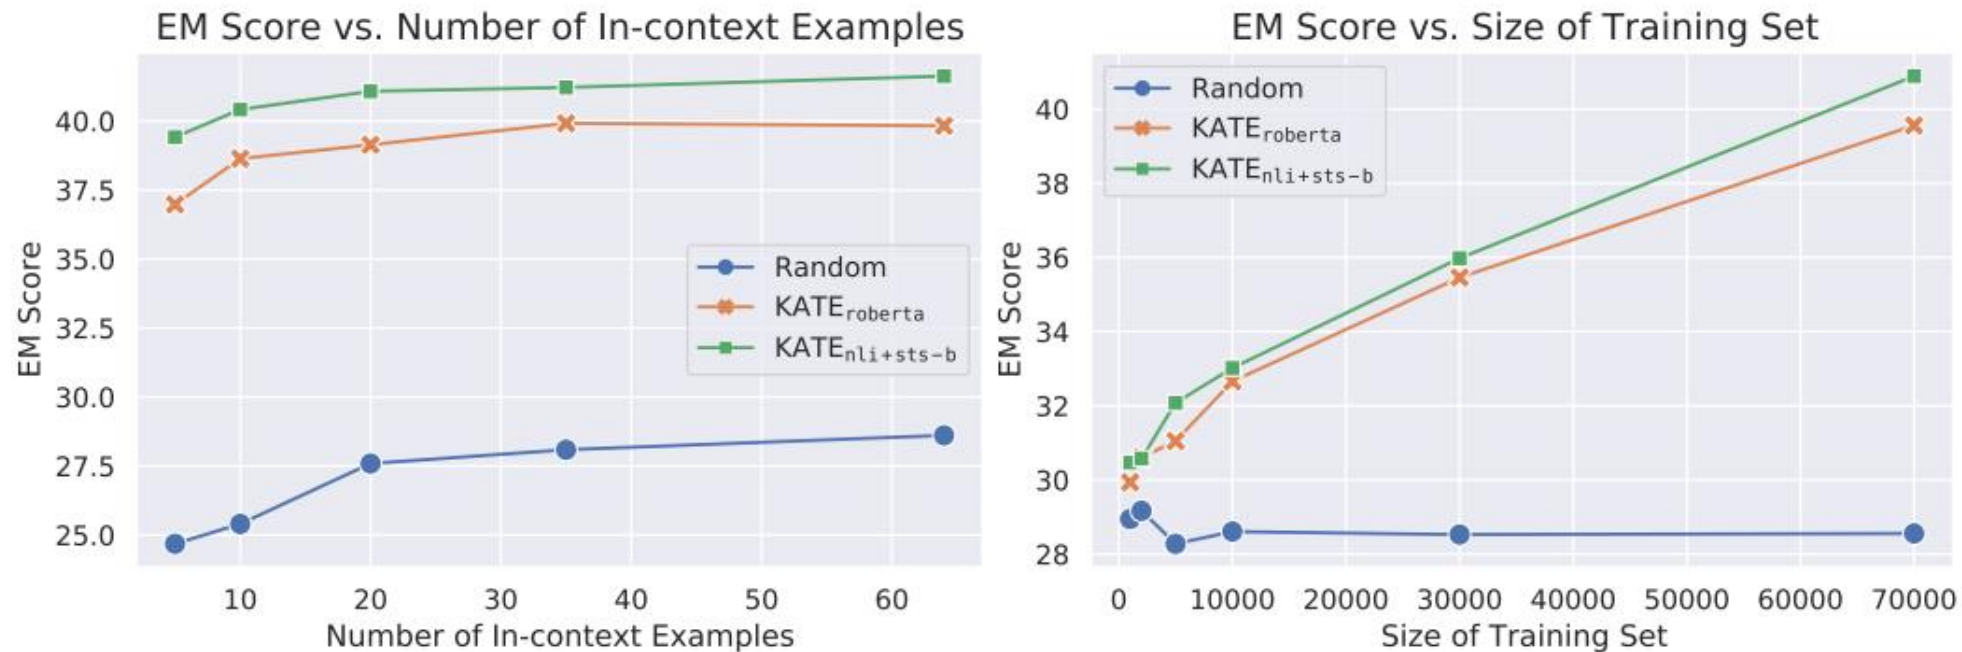 EM Score vs. Number of In-context Examples
EM Score
40.0
37.5
35.0
32.5
30.0
27.5
25.0
Random
KATEroberta
KATEnli+sts-b
10 20 30 40 50 60
Number of In-context Examples
EM Score vs. Size of Training Set
EM Score
40
38
36
34
32
30
28
Random
KATEroberta
KATEnli+sts-b
0 10000 20000 30000 40000 50000 60000 70000
Size of Training Set